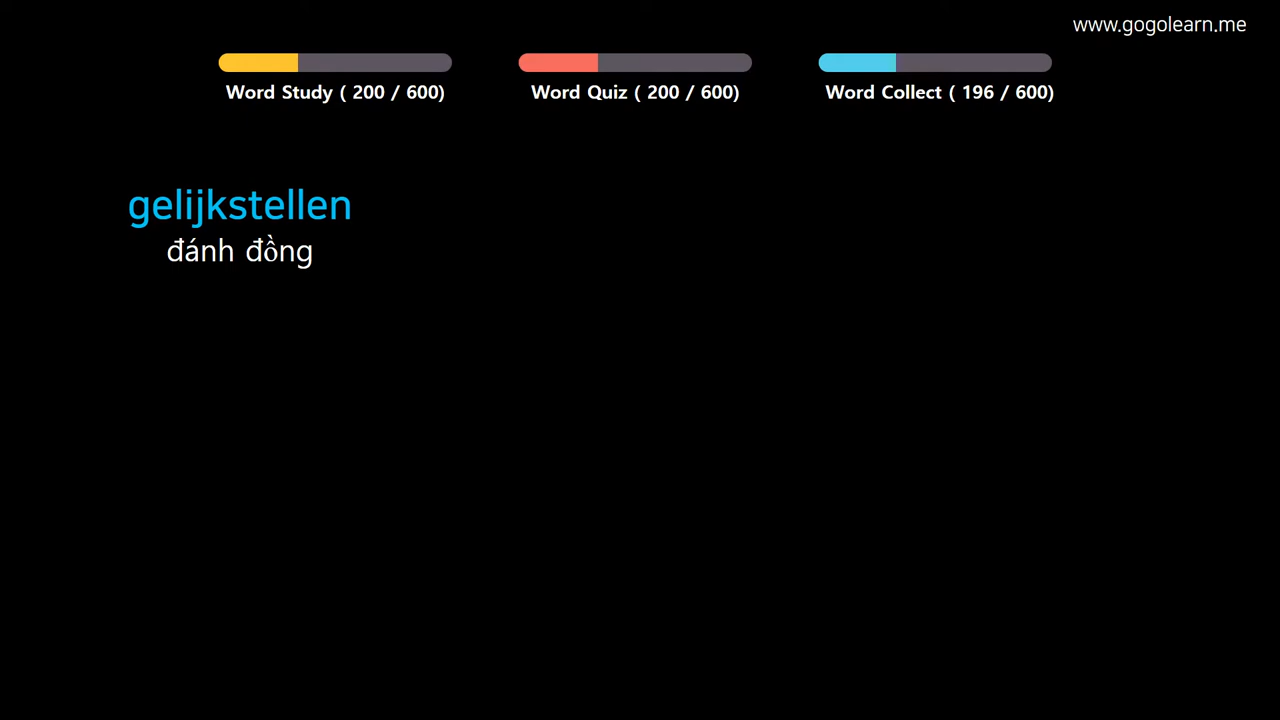 www.gogolearn.me
Word Study ( 200 / 600)
Word Quiz ( 200 / 600)
Word Collect ( 196 / 600)
gelijkstellen
đánh đồng